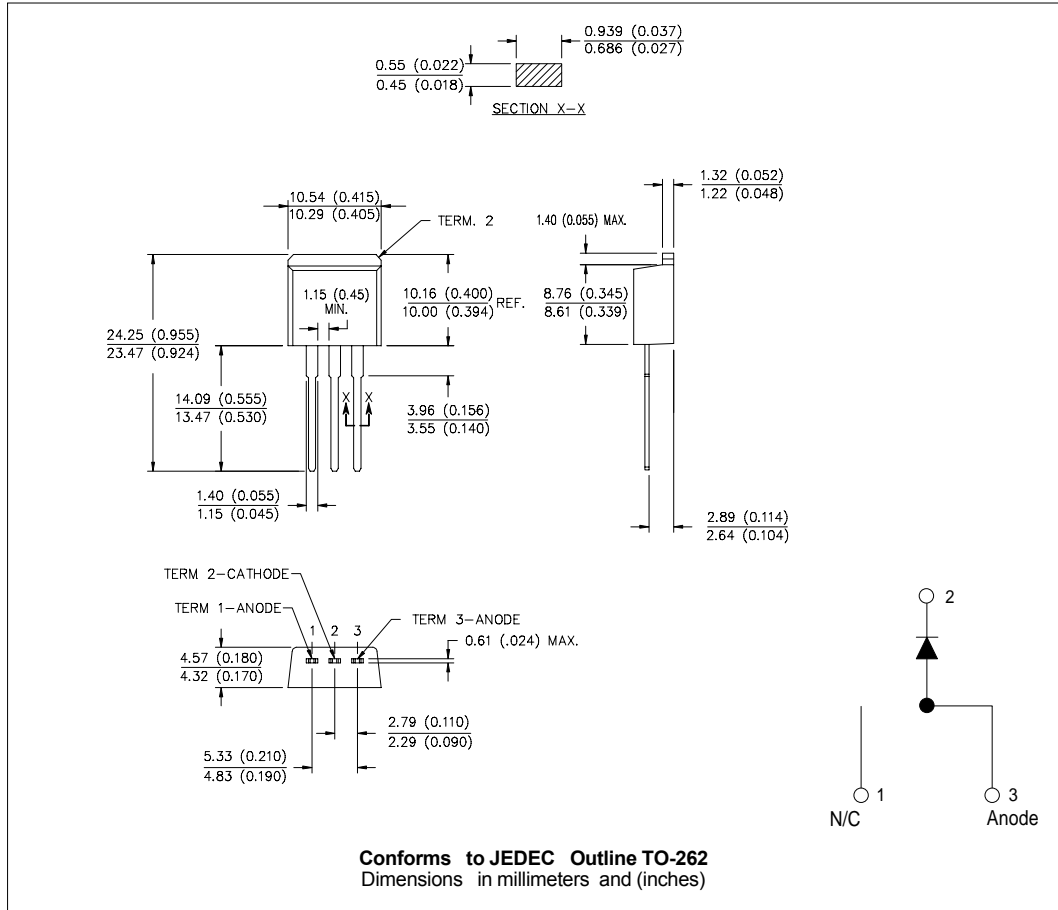 0.939 (0.037)
0.686 (0.027)
0.55 (0.022)
0.45 (0.018)
SECTION X-X
1.32 (0.052)
1.22 (0.048)
10.54 (0.415)
10.29 (0.405)
TERM. 2
1.40 (0.055) MAX.
1.15 (0.45)
MIN.
10.16 (0.400)
10.00 (0.394)
REF.
8.76 (0.345)
8.61 (0.339)
24.25 (0.955)
23.47 (0.924)
14.09 (0.555)
13.47 (0.530)
X X
3.96 (0.156)
3.55 (0.140)
1.40 (0.055)
1.15 (0.045)
2.89 (0.114)
2.64 (0.104)
TERM 2-CATHODE
TERM 1-ANODE
TERM 3-ANODE
1 2 3
0.61 (.024) MAX.
4.57 (0.180)
4.32 (0.170)
2.79 (0.110)
2.29 (0.090)
5.33 (0.210)
4.83 (0.190)
2
1
N/C
3
Anode
Conforms to JEDEC Outline TO-262
Dimensions in millimeters and (inches)